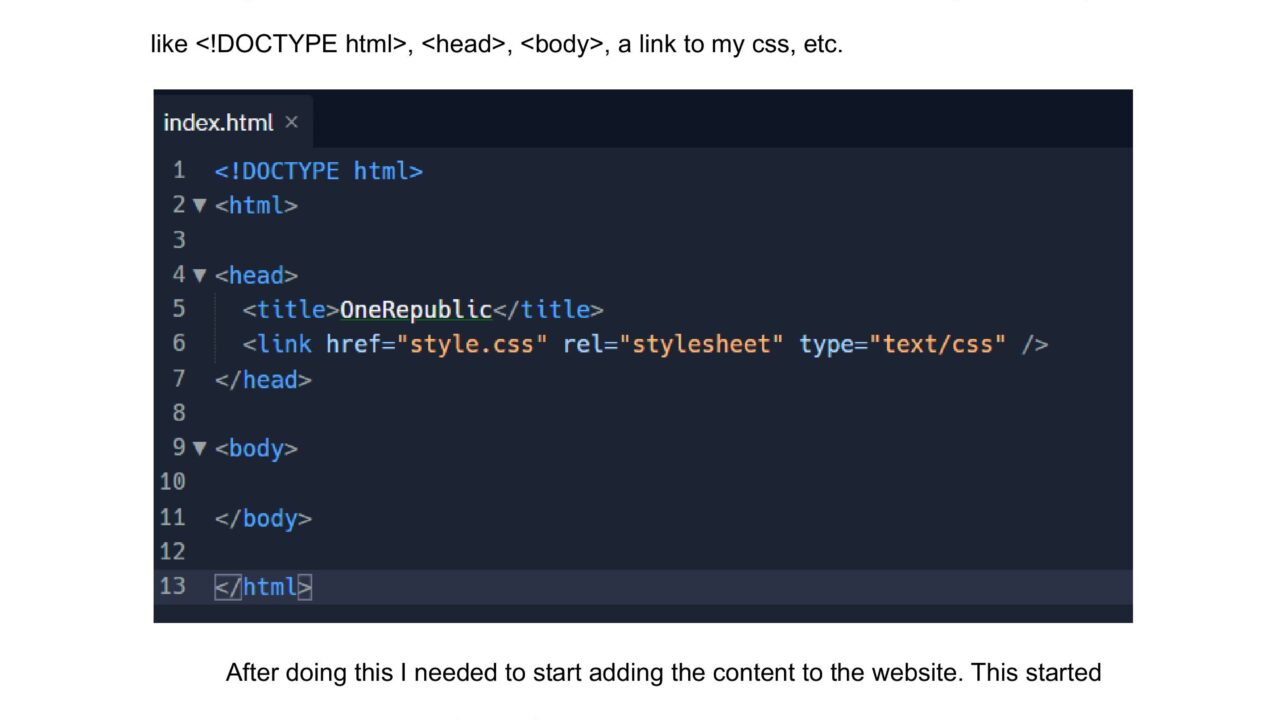 like <!DOCTYPE html>, <head>, <body>, a link to my css, etc.
index.html ×
1 <!DOCTYPE html>
2 ▼ <html>
3
4 ▼ <head>
5 <title>OneRepublic</title>
6 <link href="style.css" rel="stylesheet" type="text/css" />
7 </head>
8
9 ▼ <body>
10
11 </body>
12
13 </html>
After doing this I needed to start adding the content to the website. This started